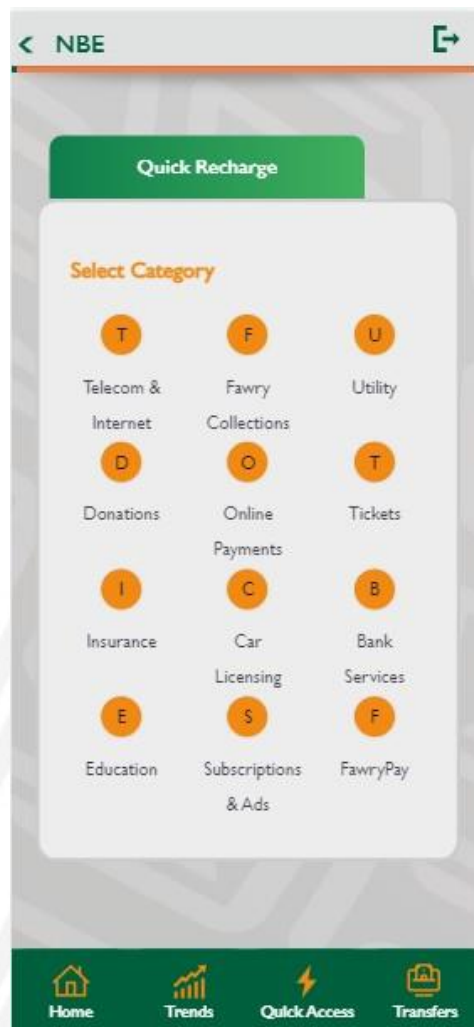 < NBE
Quick Recharge
Select Category
T F U
Telecom & Fawry Utility
Internet Collections
D O T
Donations Online Tickets
Payments
I C B
Insurance Car Bank
Licensing Services
E S F
Education Subscriptions FawryPay
& Ads
Home Trends Quick Access Transfers